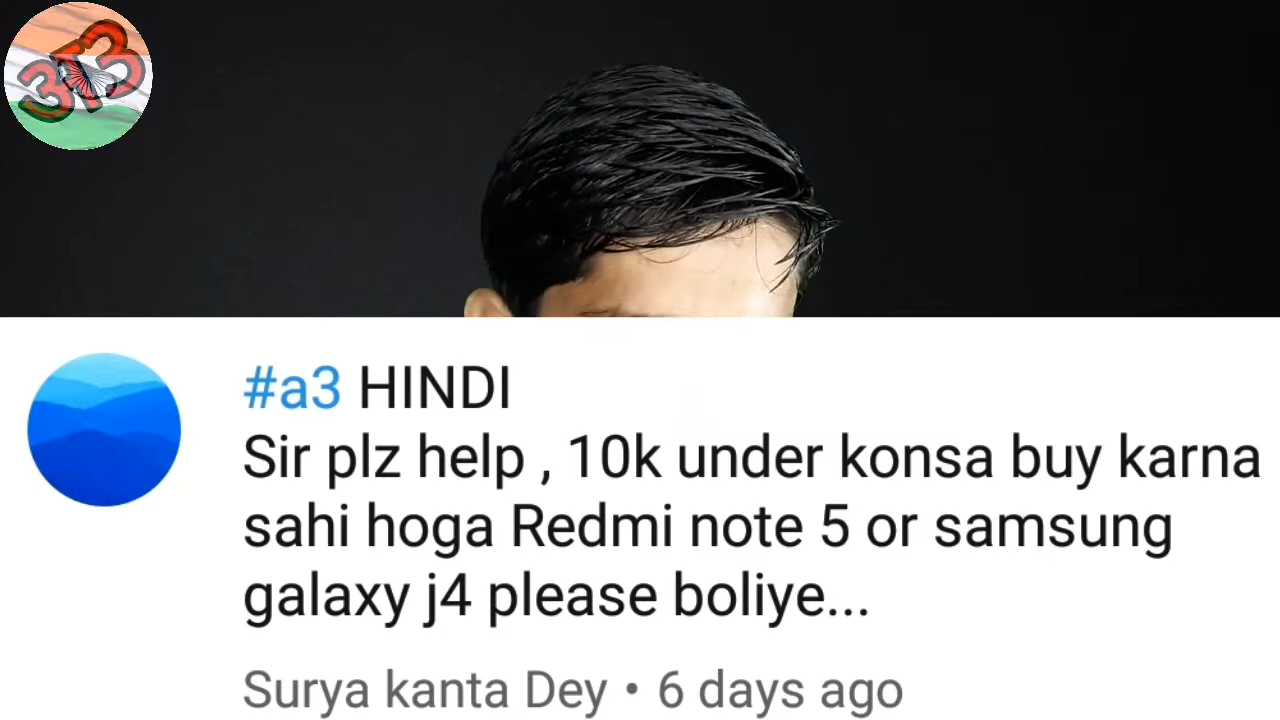 313
#a3 HINDI
Sir plz help , 10k under konsa buy karna
sahi hoga Redmi note 5 or samsung
galaxy j4 please boliye...
Surya kanta Dey • 6 days ago